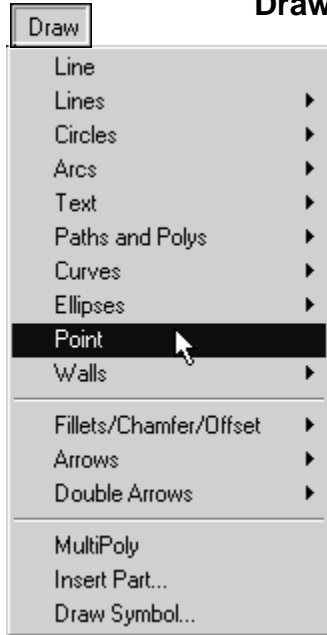 Draw
Draw
Line
Lines
Circles
Arcs
Text
Paths and Polys
Curves
Ellipses
Point
Walls
Fillets/Chamfer/Offset
Arrows
Double Arrows
MultiPoly
Insert Part...
Draw Symbol...